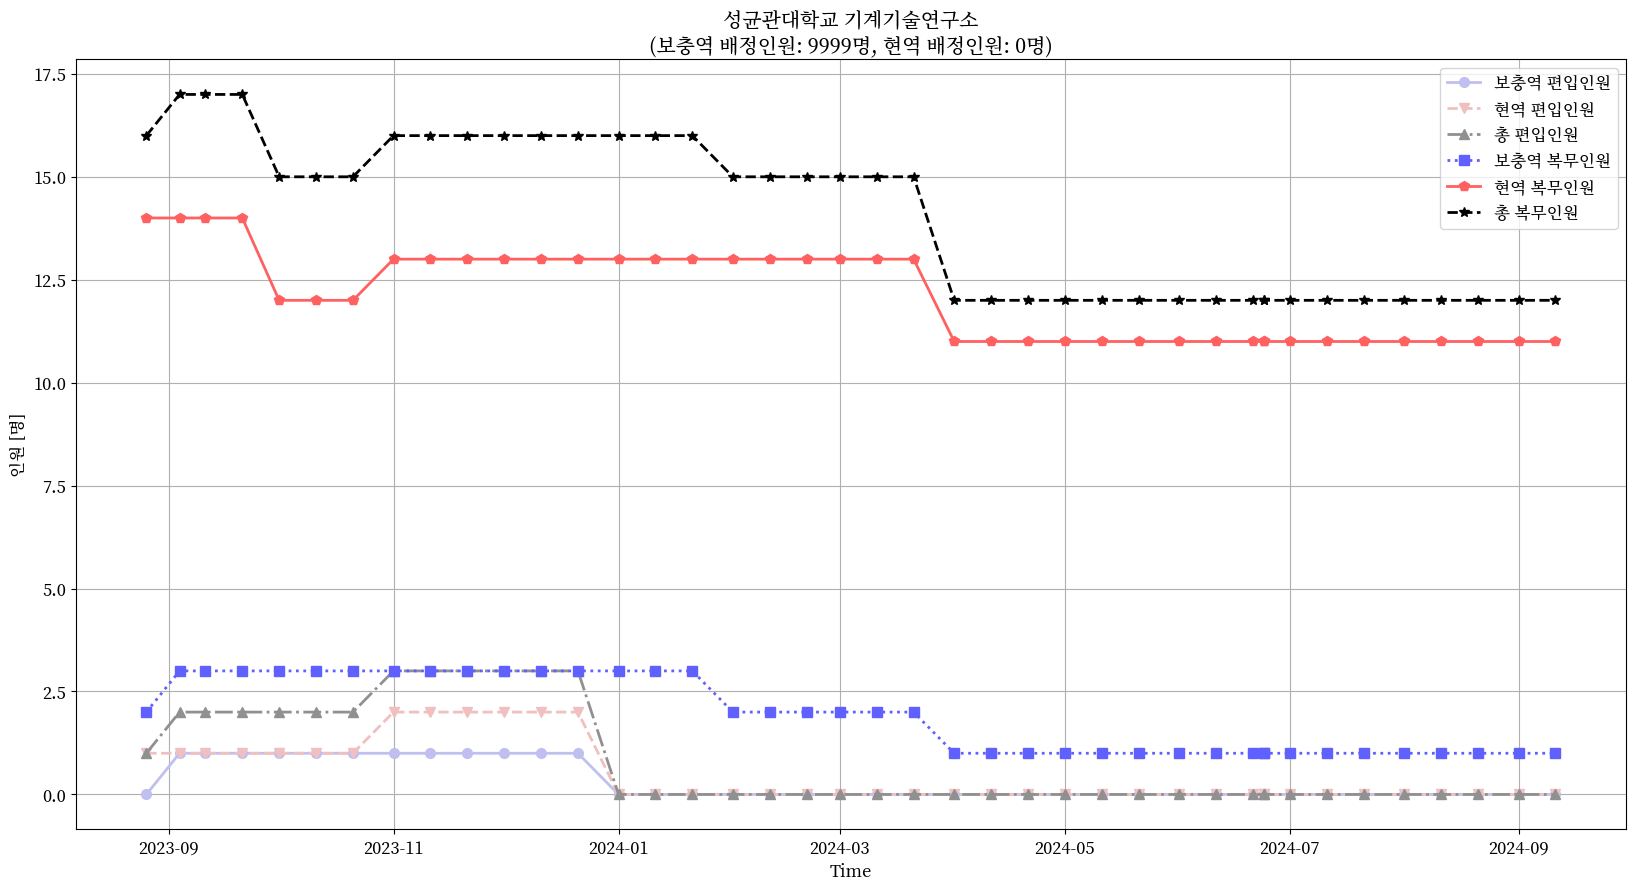 성균관대학교 기계기술연구소
(보충역 배정인원: 9999명, 현역 배정인원: 0명)
17.5
15.0
12.5
10.0
7.5
5.0
2.5
0.0
인원 [명]
보충역 편입인원
현역 편입인원
총 편입인원
보충역 복무인원
현역 복무인원
총 복무인원
2023-09
2023-11
2024-01
2024-03
2024-05
2024-07
2024-09
Time